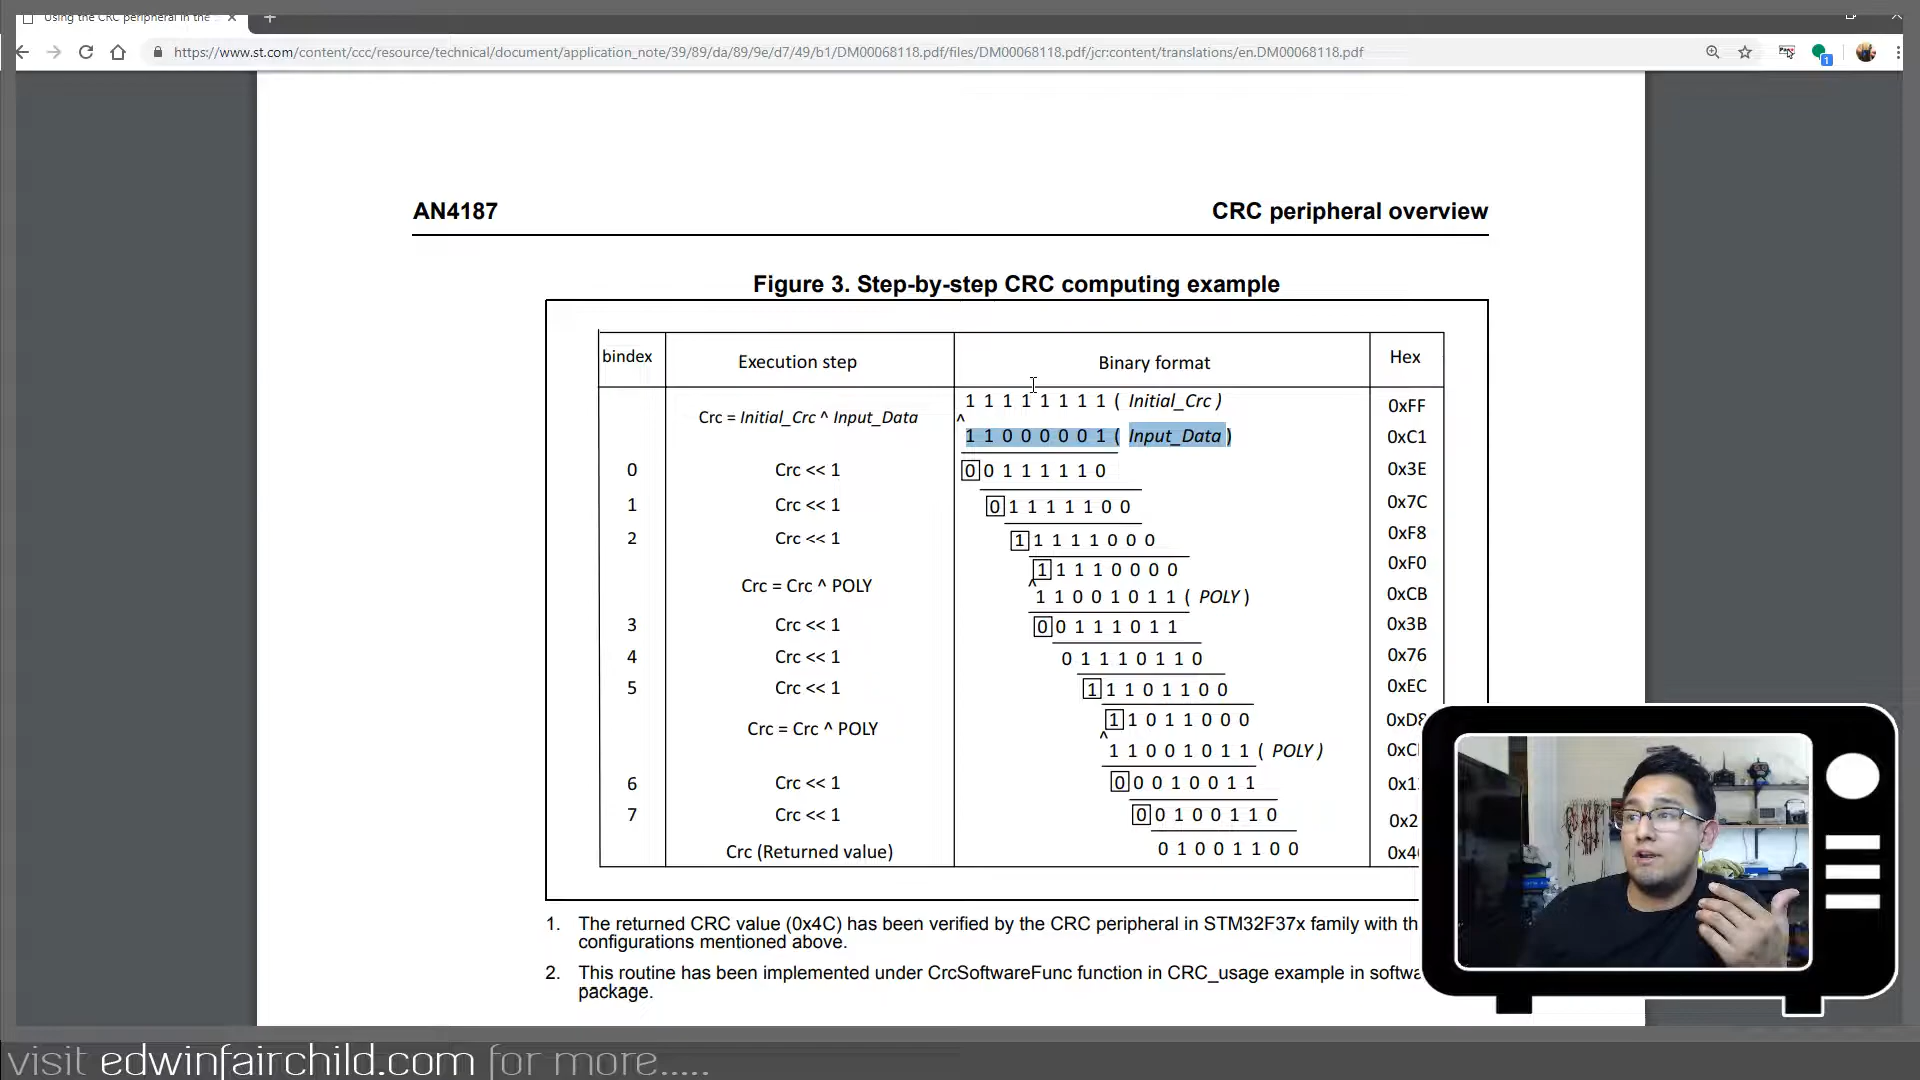 Using the CRC peripheral in the
https://www.st.com/content/ccc/resource/technical/document/application_note/39/89/da/89/9e/d7/49/b1/DM00068118.pdf/files/DM00068118.pdf/jcr:content/translations/en.DM00068118.pdf
1
AN4187 CRC peripheral overview
Figure 3. Step-by-step CRC computing example
bindex Execution step Binary format Hex
1 1 1 1 1 1 1 1 ( Initial_Crc ) 0xFF
Crc = Initial_Crc ^ Input_Data ^
1 1 0 0 0 0 0 1 ( Input_Data ) 0xC1
0 Crc << 1 0 0 1 1 1 1 1 0 0x3E
1 Crc << 1 0 1 1 1 1 1 0 0 0x7C
2 Crc << 1 1 1 1 1 1 0 0 0 0xF8
1 1 1 1 0 0 0 0 0xF0
Crc = Crc ^ POLY ^
1 1 0 0 1 0 1 1 ( POLY ) 0xCB
3 Crc << 1 0 0 1 1 1 0 1 1 0x3B
4 Crc << 1 0 1 1 1 0 1 1 0 0x76
5 Crc << 1 1 1 1 0 1 1 0 0 0xEC
1 1 0 1 1 0 0 0 0xD8
Crc = Crc ^ POLY ^
1 1 0 0 1 0 1 1 ( POLY ) 0xC
6 Crc << 1 0 0 0 1 0 0 1 1 0x1
7 Crc << 1 0 0 1 0 0 1 1 0 0x2
Crc (Returned value) 0 1 0 0 1 1 0 0 0x4
1. The returned CRC value (0x4C) has been verified by the CRC peripheral in STM32F37x family with th
configurations mentioned above.
2. This routine has been implemented under CrcSoftwareFunc function in CRC_usage example in softwa
package.
visit edwinfairchild.com for more.....